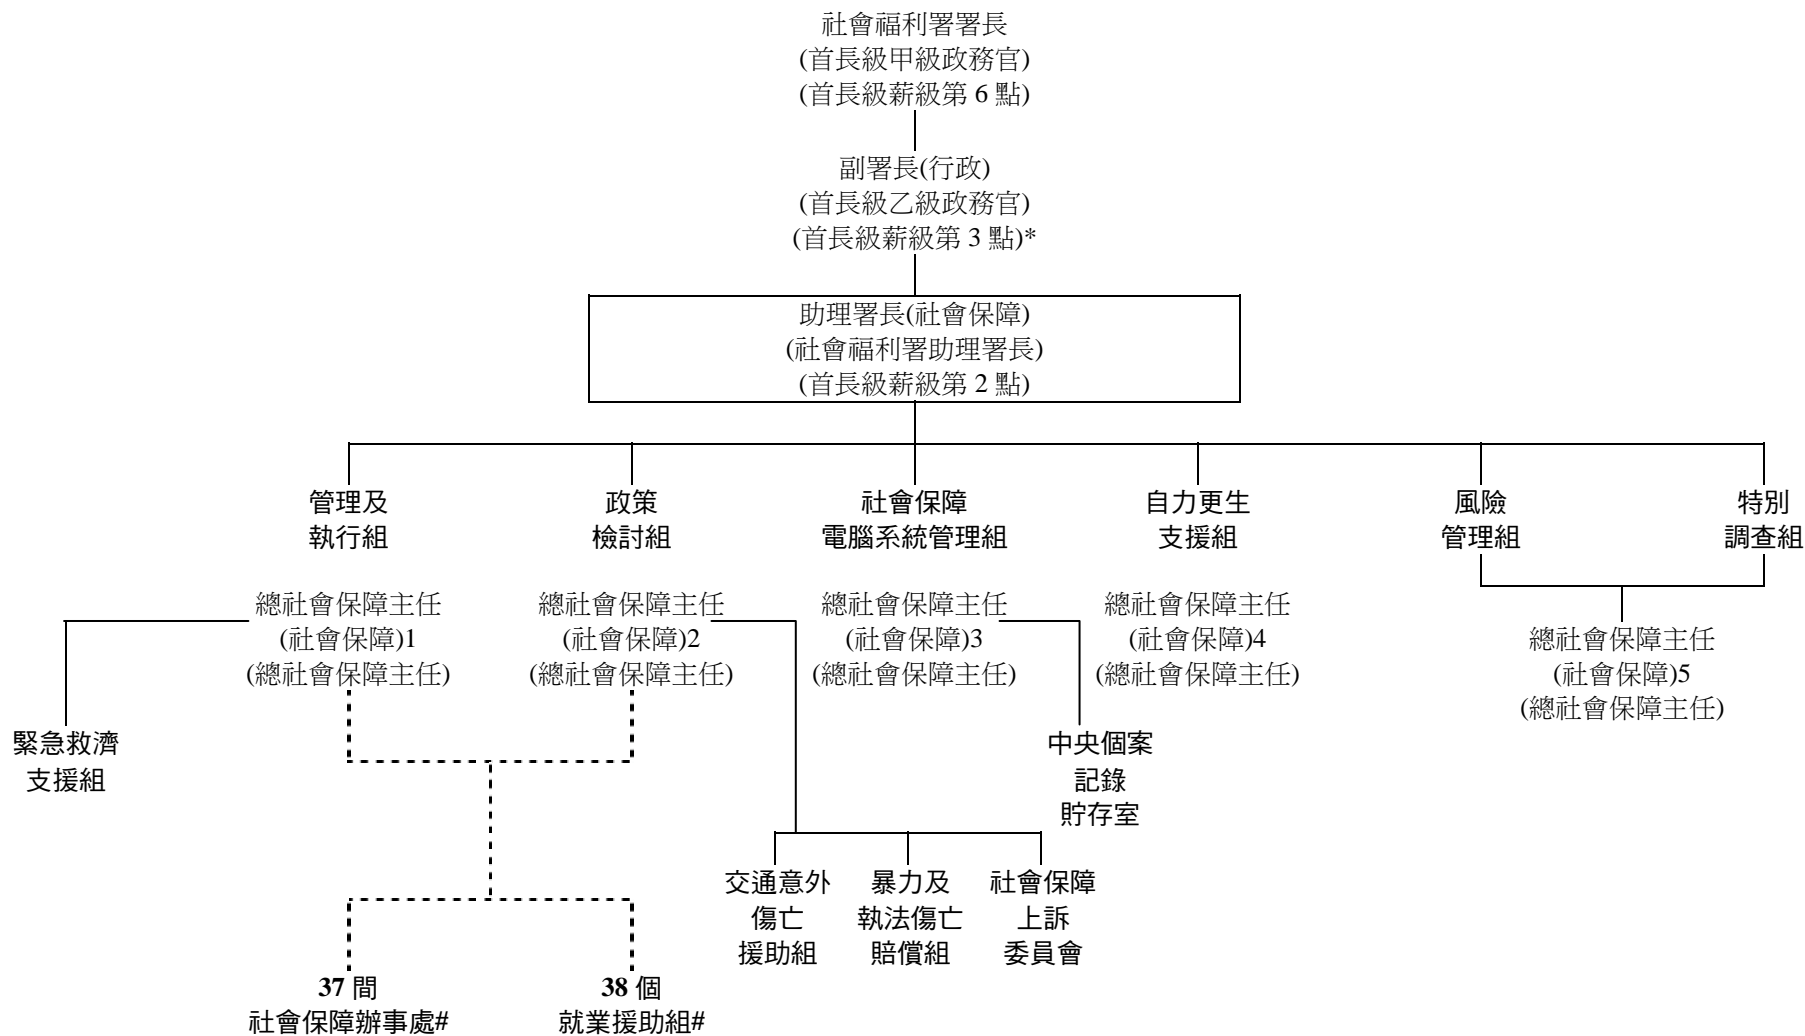 社會福利署署長
(首長級甲級政務官)
(首長級薪級第 6 點)
副署長(行政)
(首長級乙級政務官)
(首長級薪級第 3 點)*
助理署長(社會保障)
(社會福利署助理署長)
(首長級薪級第 2 點)
管理及
執行組
政策
檢討組
社會保障
電腦系統管理組
自力更生
支援組
風險
管理組
特別
調查組
總社會保障主任
(社會保障)1
(總社會保障主任)
總社會保障主任
(社會保障)2
(總社會保障主任)
總社會保障主任
(社會保障)3
(總社會保障主任)
總社會保障主任
(社會保障)4
(總社會保障主任)
總社會保障主任
(社會保障)5
(總社會保障主任)
緊急救濟
支援組
中央個案
記錄
貯存室
交通意外
傷亡
援助組
暴力及
執法傷亡
賠償組
社會保障
上訴
委員會
37 間
社會保障辦事處#
38 個
就業援助組#